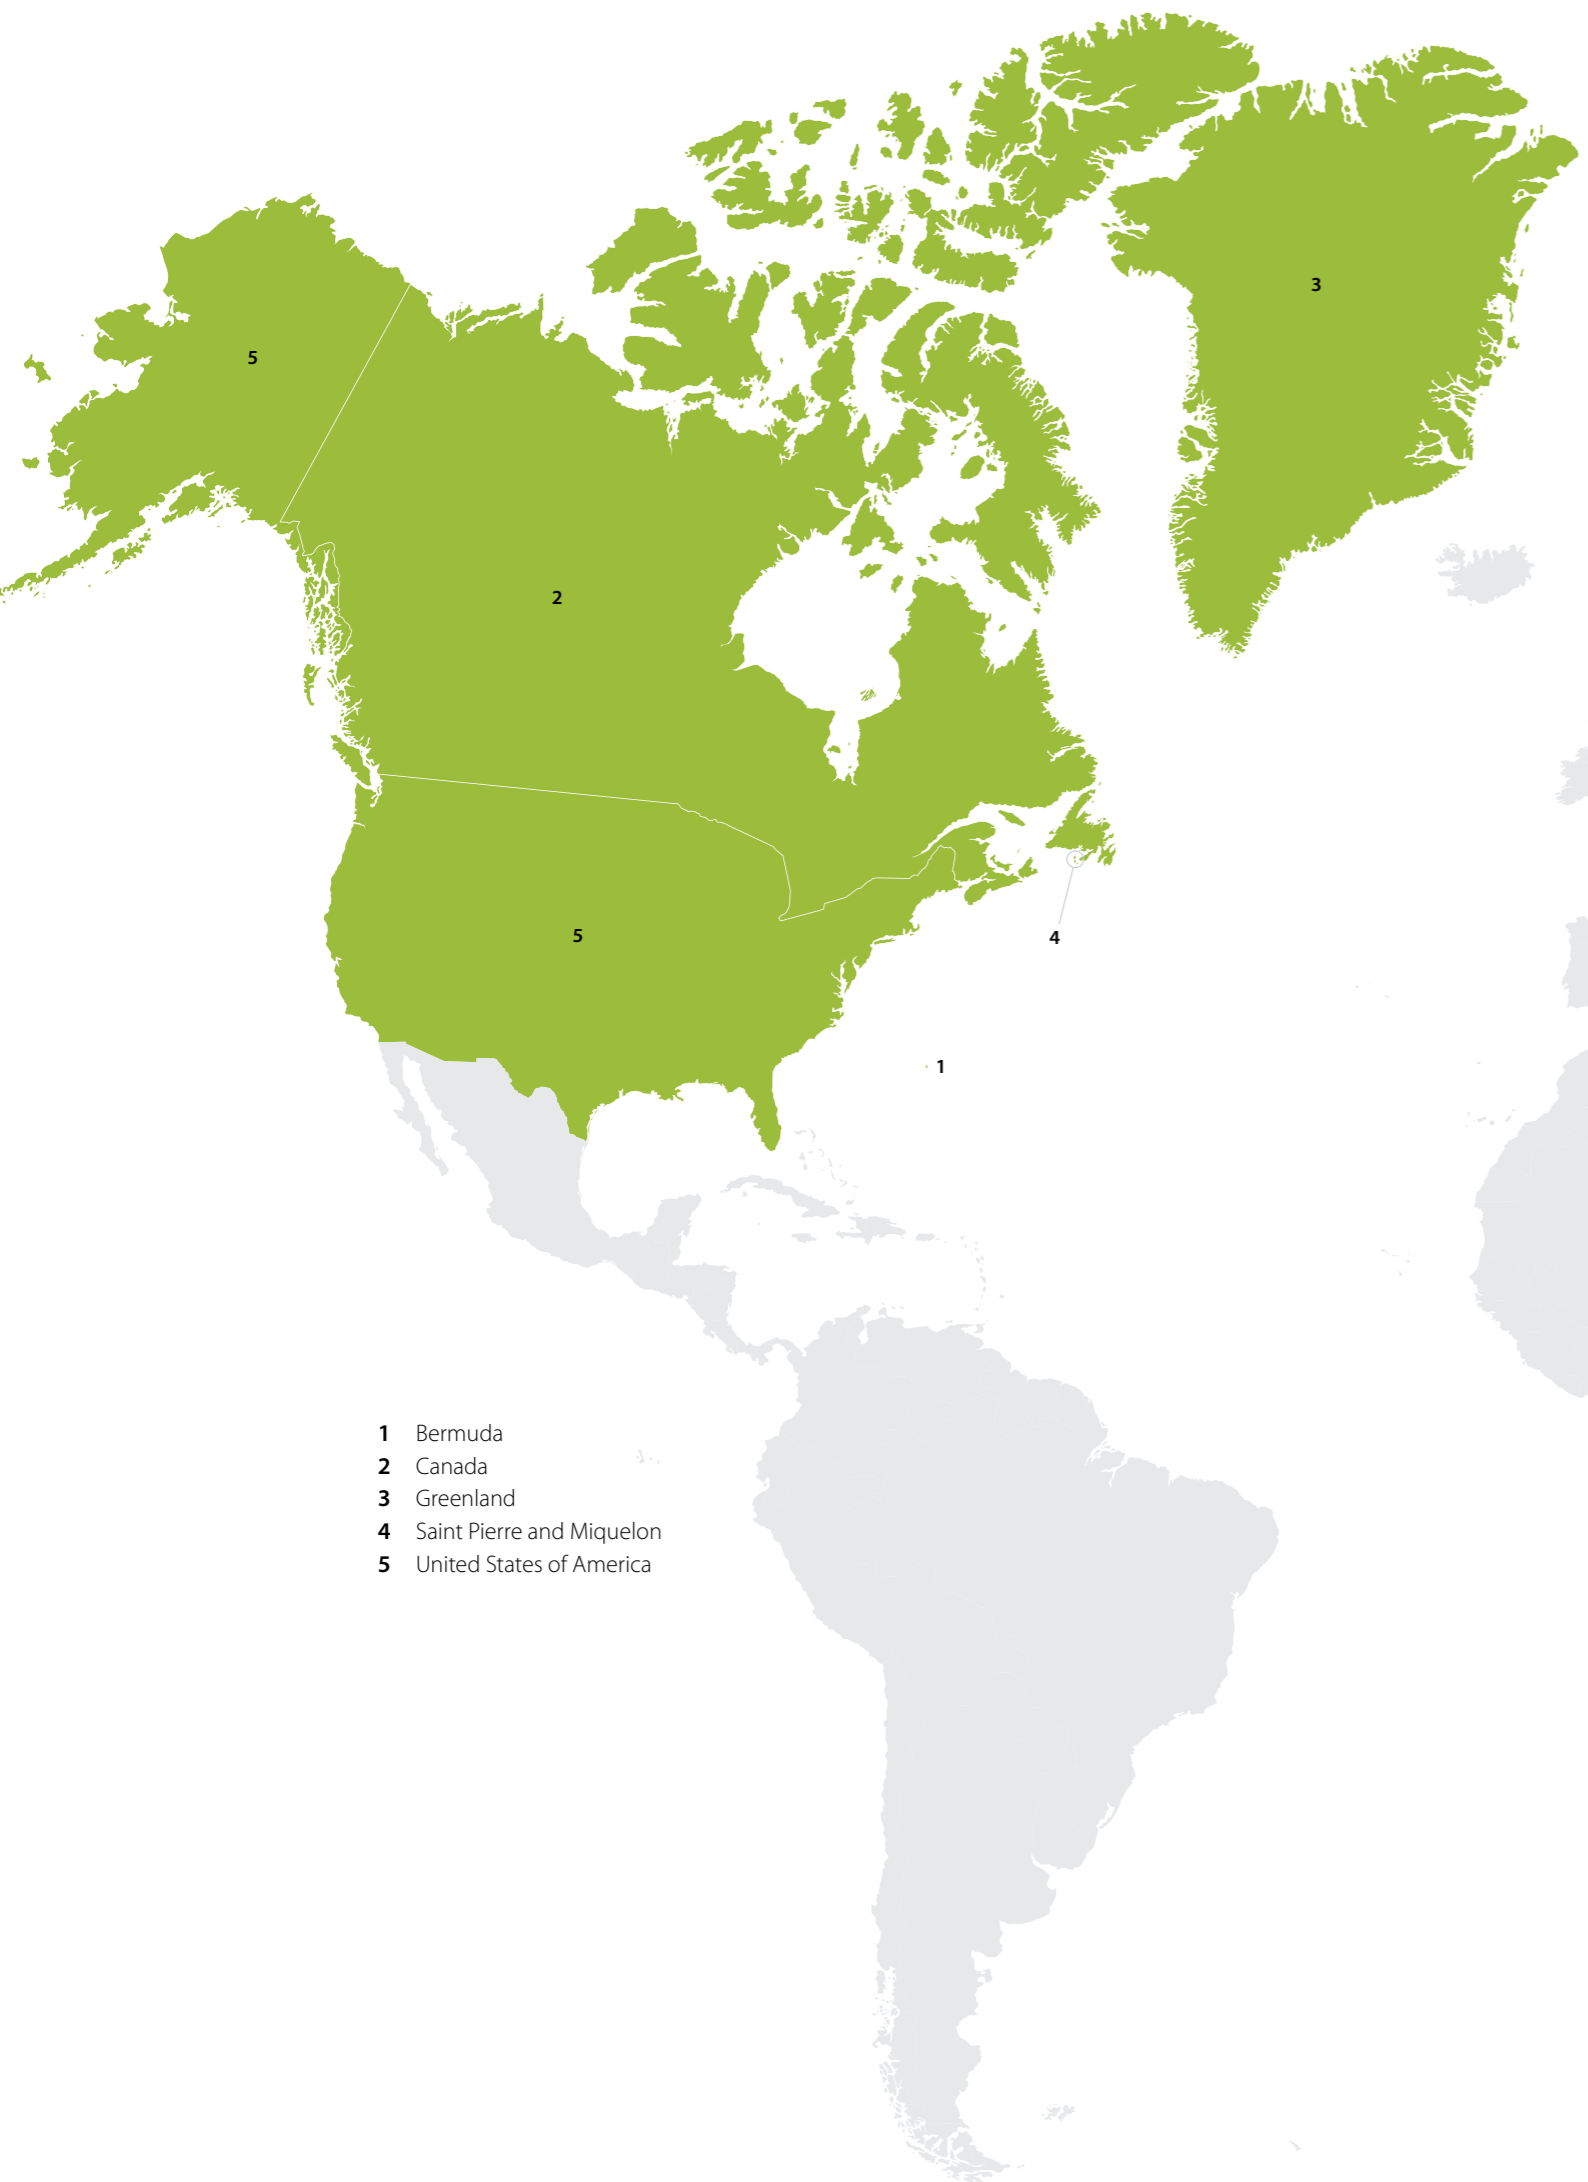 3
5
2
5
4
1
1 Bermuda
2 Canada
3 Greenland
4 Saint Pierre and Miquelon
5 United States of America